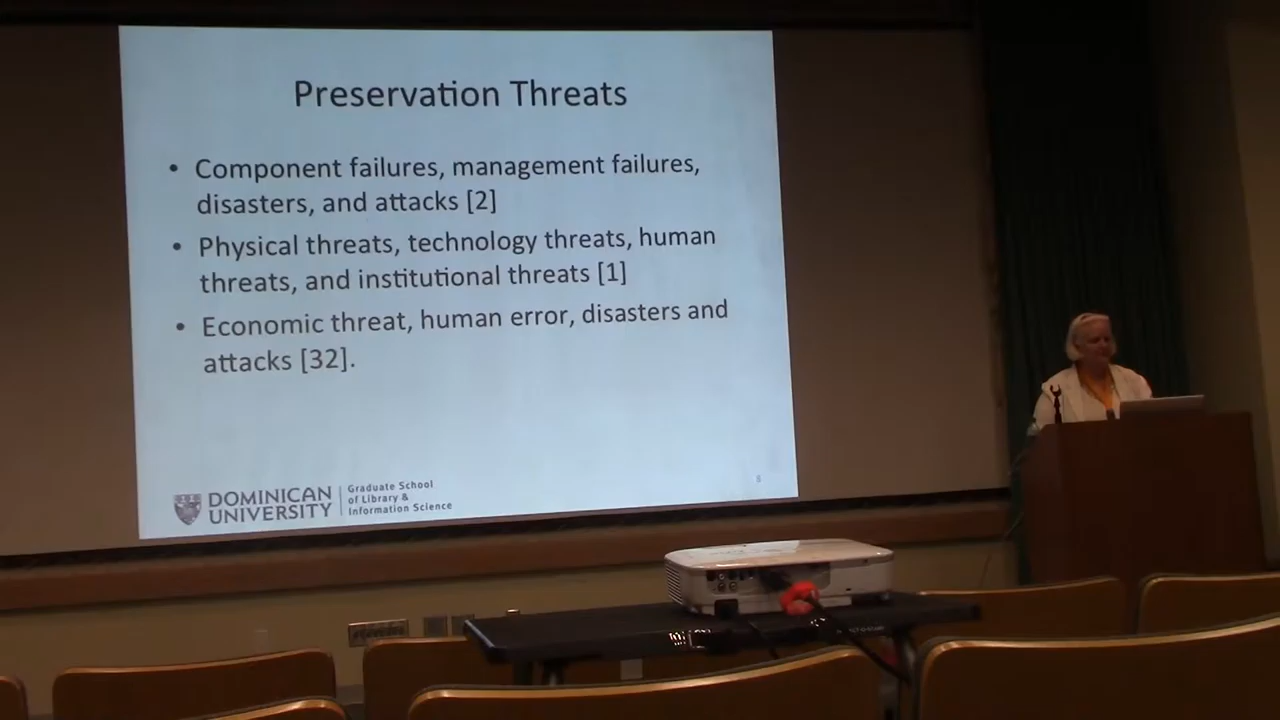 Preservation Threats
• Component failures, management failures,
disasters, and attacks [2]
• Physical threats, technology threats, human
threats, and institutional threats [1]
• Economic threat, human error, disasters and
attacks [32].
DOMINICAN
UNIVERSITY
Graduate School
of Library &
Information Science